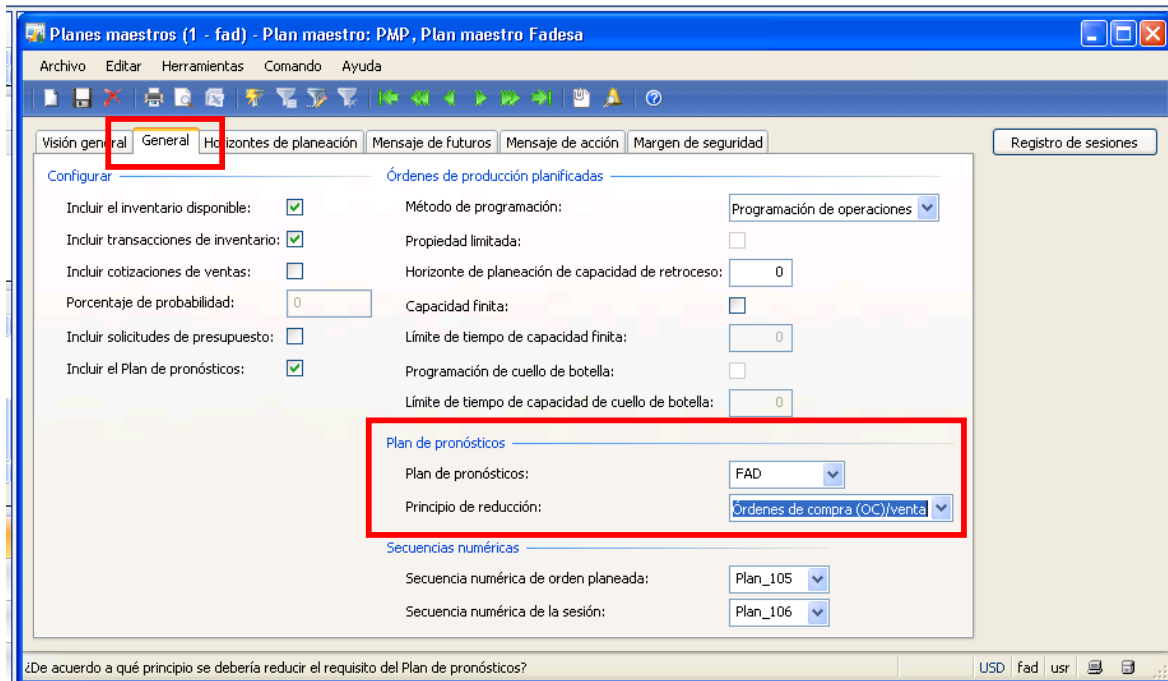 Planes maestros (1 - fad) - Plan maestro: PMP, Plan maestro Fadesa
Archivo Editar Herramientas Comando Ayuda
Visión general General Horizontes de planeación Mensaje de futuros Mensaje de acción Margen de seguridad
Registro de sesiones
Configurar
Incluir el inventario disponible:
Incluir transacciones de inventario:
Incluir cotizaciones de ventas:
Porcentaje de probabilidad: 0
Incluir solicitudes de presupuesto:
Incluir el Plan de pronósticos:
Órdenes de producción planificadas
Método de programación: Programación de operaciones
Propiedad limitada:
Horizonte de planeación de capacidad de retroceso: 0
Capacidad finita:
Límite de tiempo de capacidad finita: 0
Programación de cuello de botella:
Límite de tiempo de capacidad de cuello de botella: 0
Plan de pronósticos
Plan de pronósticos: FAD
Principio de reducción: Órdenes de compra (OC)/venta
Secuencias numéricas
Secuencia numérica de orden planeada: Plan_105
Secuencia numérica de la sesión: Plan_106
¿De acuerdo a qué principio se debería reducir el requisito del Plan de pronósticos? USD fad usr